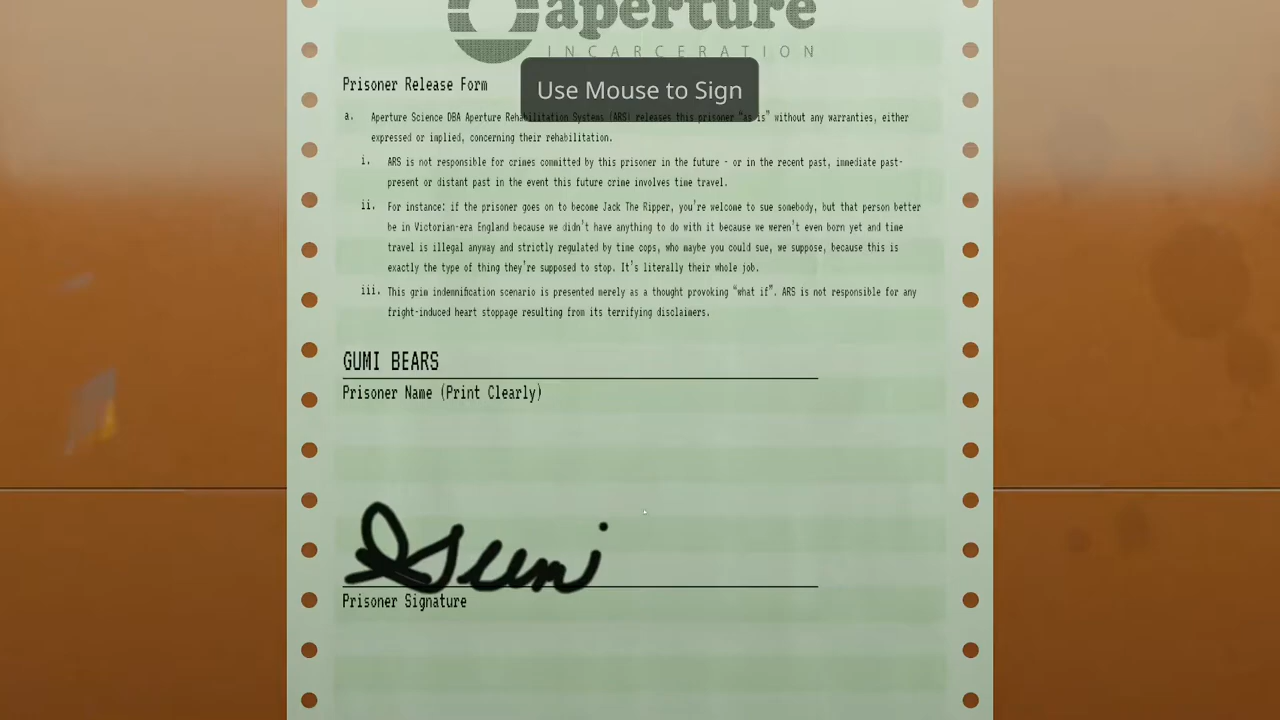 aperture
INCARCERATION
Use Mouse to Sign
Prisoner Release Form
a. Aperture Science DBA Aperture Rehabilitation Systems (ARS) releases this prisoner "as is" without any warranties, either
expressed or implied, concerning their rehabilitation.
i. ARS is not responsible for crimes committed by this prisoner in the future - or in the recent past, immediate past-
present or distant past in the event this future crime involves time travel.
ii. For instance: if the prisoner goes on to become Jack The Ripper, you're welcome to sue somebody, but that person better
be in Victorian-era England because we didn't have anything to do with it because we weren't even born yet and time
travel is illegal anyway and strictly regulated by time cops, who maybe you could sue, we suppose, because this is
exactly the type of thing they're supposed to stop. It's literally their whole job.
iii. This grim indemnification scenario is presented merely as a thought provoking "what if". ARS is not responsible for any
fright-induced heart stoppage resulting from its terrifying disclaimers.
GUMI BEARS
Prisoner Name (Print Clearly)
Gumi
Prisoner Signature